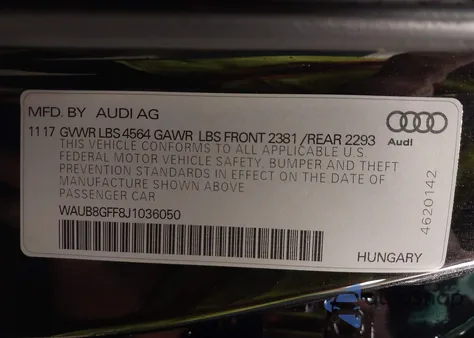 MFD. BY AUDI AG
11 17 GVWR LBS 4564 GAWR LBS FRONT 2381 / REAR 2293
THIS VEHICLE CONFORMS TO ALL APPLICABLE U.S.
FEDERAL MOTOR VEHICLE SAFETY, BUMPER AND THEFT
PREVENTION STANDARDS IN EFFECT ON THE DATE OF
MANUFACTURE SHOWN ABOVE
PASSENGER CAR
WAUB8GFF8J1036050
HUNGARY
Audi
4620142